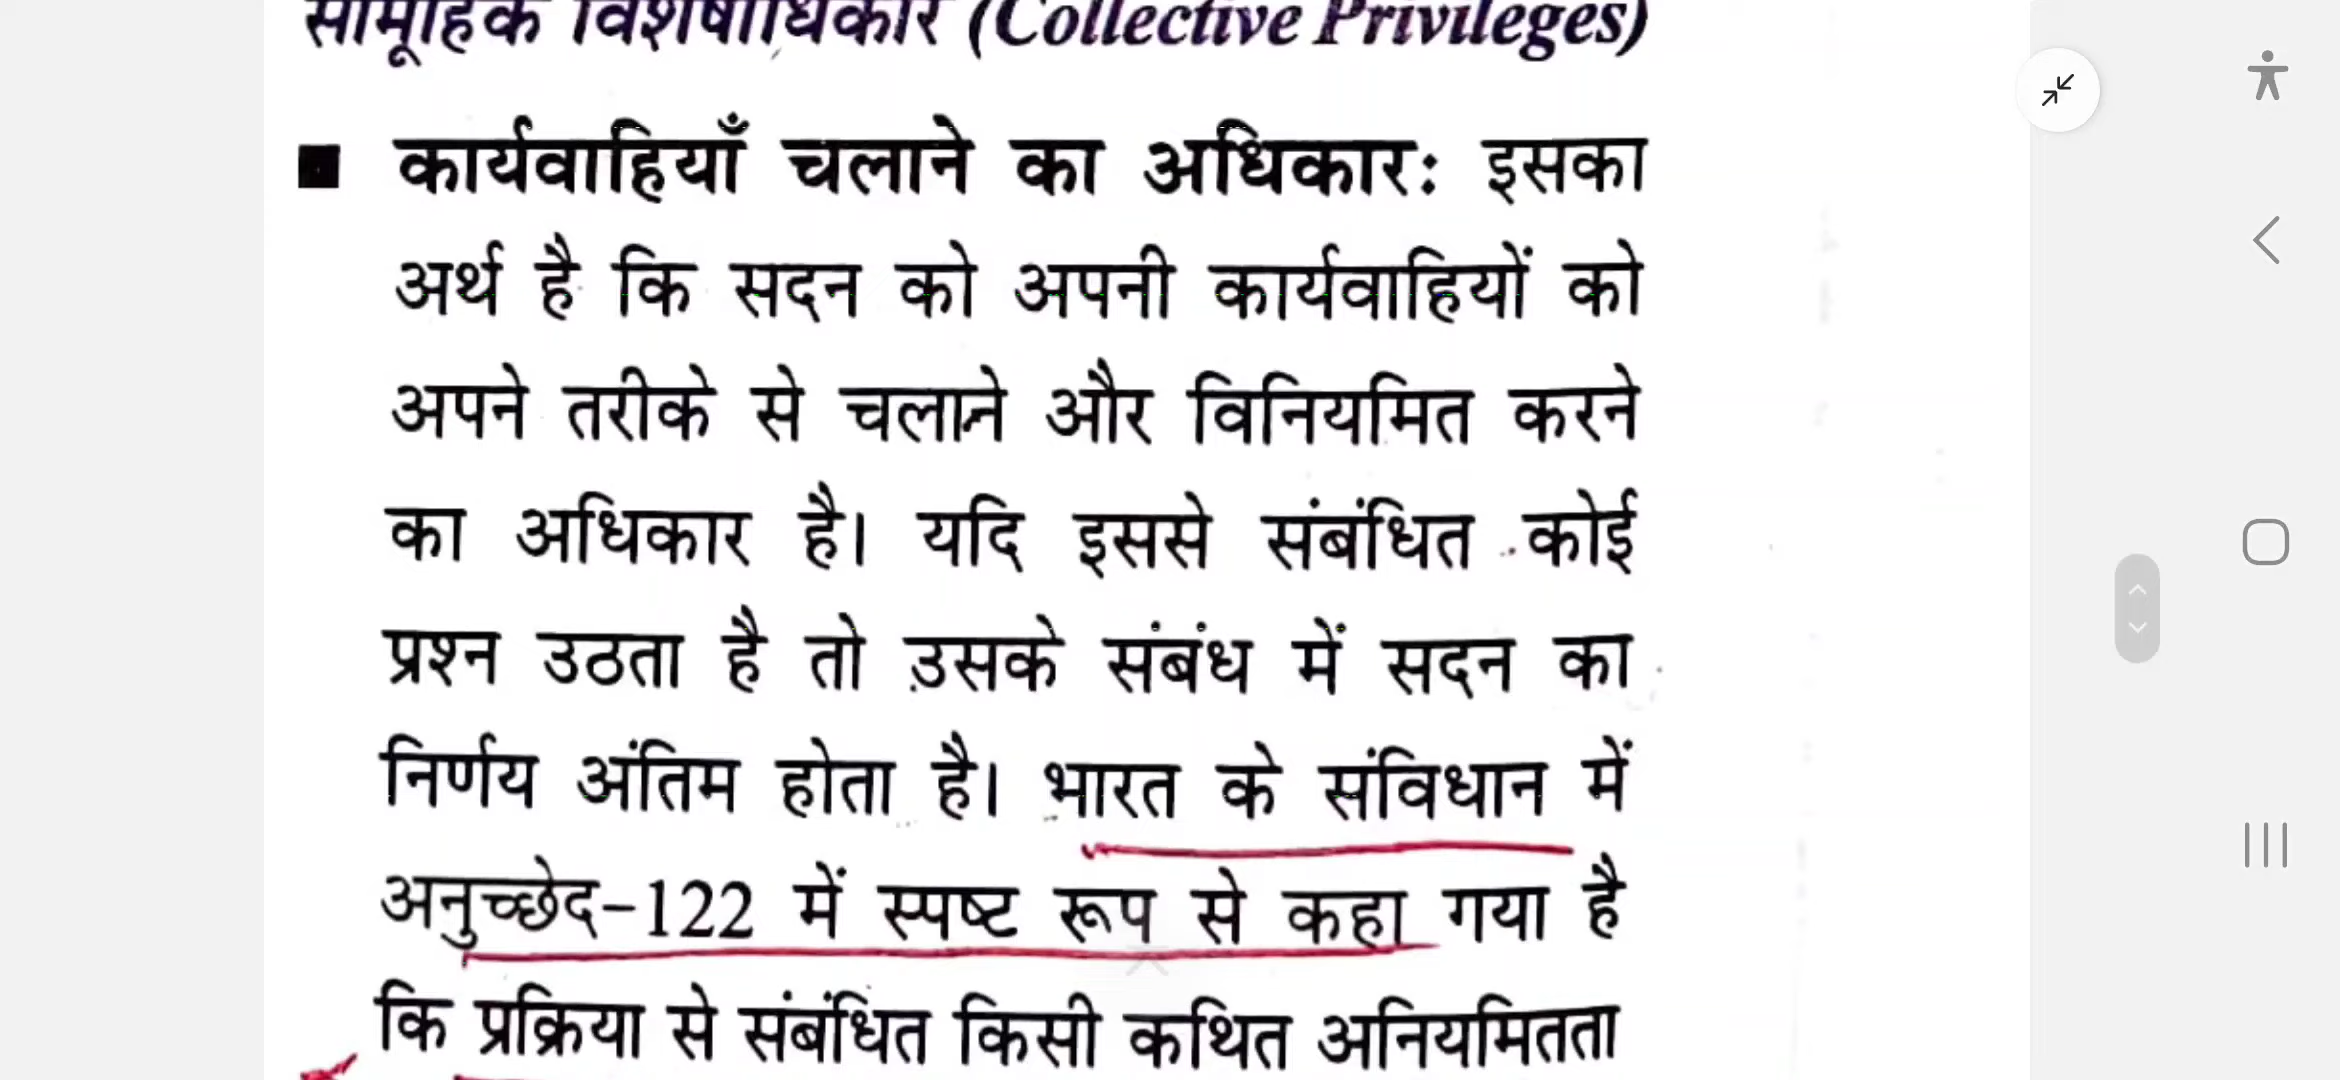 सामूहिक विशेषाधिकार (Collective Privileges)
■ कार्यवाहियाँ चलाने का अधिकारः इसका
अर्थ है कि सदन को अपनी कार्यवाहियों को
अपने तरीके से चलाने और विनियमित करने
का अधिकार है। यदि इससे संबंधित कोई
प्रश्न उठता है तो उसके संबंध में सदन का
निर्णय अंतिम होता है। भारत के संविधान में
अनुच्छेद-122 में स्पष्ट रूप से कहा गया है
कि प्रक्रिया से संबंधित किसी कथित अनियमितता